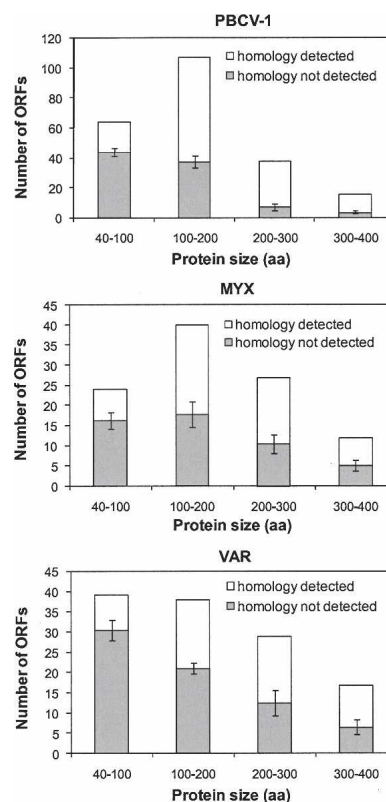 PBCV-1
Number of ORFs
120
100
80
60
40
20
0
homology detected
homology not detected
40-100 100-200 200-300 300-400
Protein size (aa)
MYX
Number of ORFs
45
40
35
30
25
20
15
10
5
0
homology detected
homology not detected
40-100 100-200 200-300 300-400
Protein size (aa)
VAR
Number of ORFs
45
40
35
30
25
20
15
10
5
0
homology detected
homology not detected
40-100 100-200 200-300 300-400
Protein size (aa)